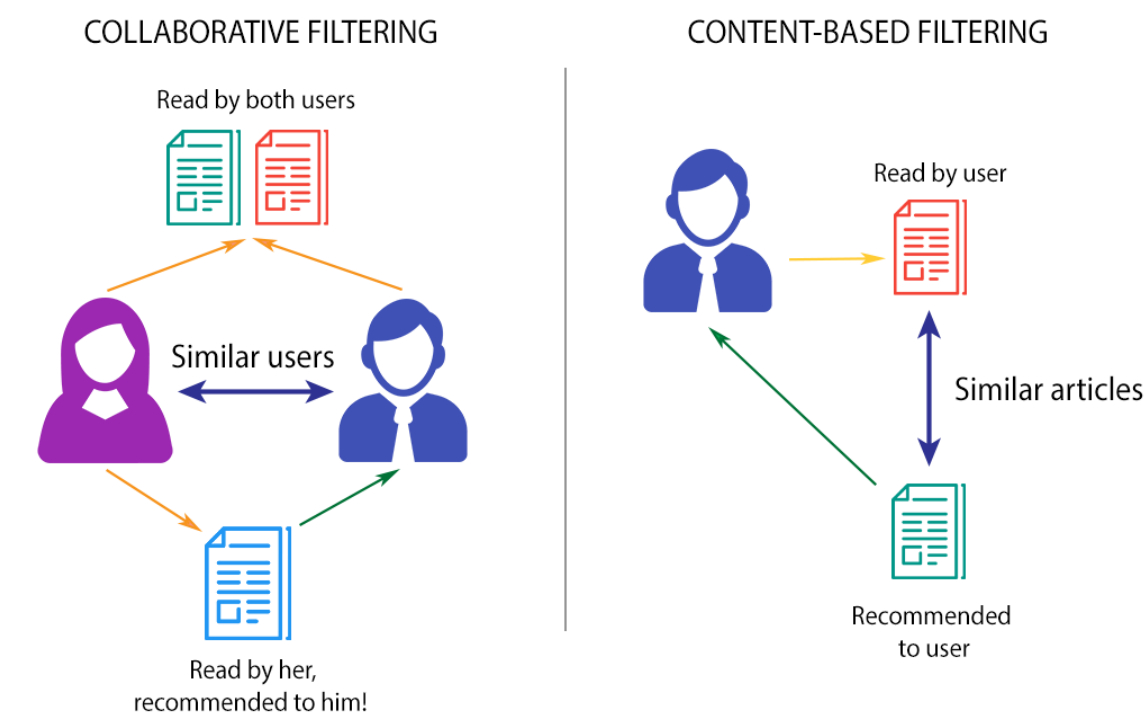 COLLABORATIVE FILTERING
Read by both users
Similar users
Read by her,
recommended to him!
CONTENT-BASED FILTERING
Read by user
Similar articles
Recommended
to user